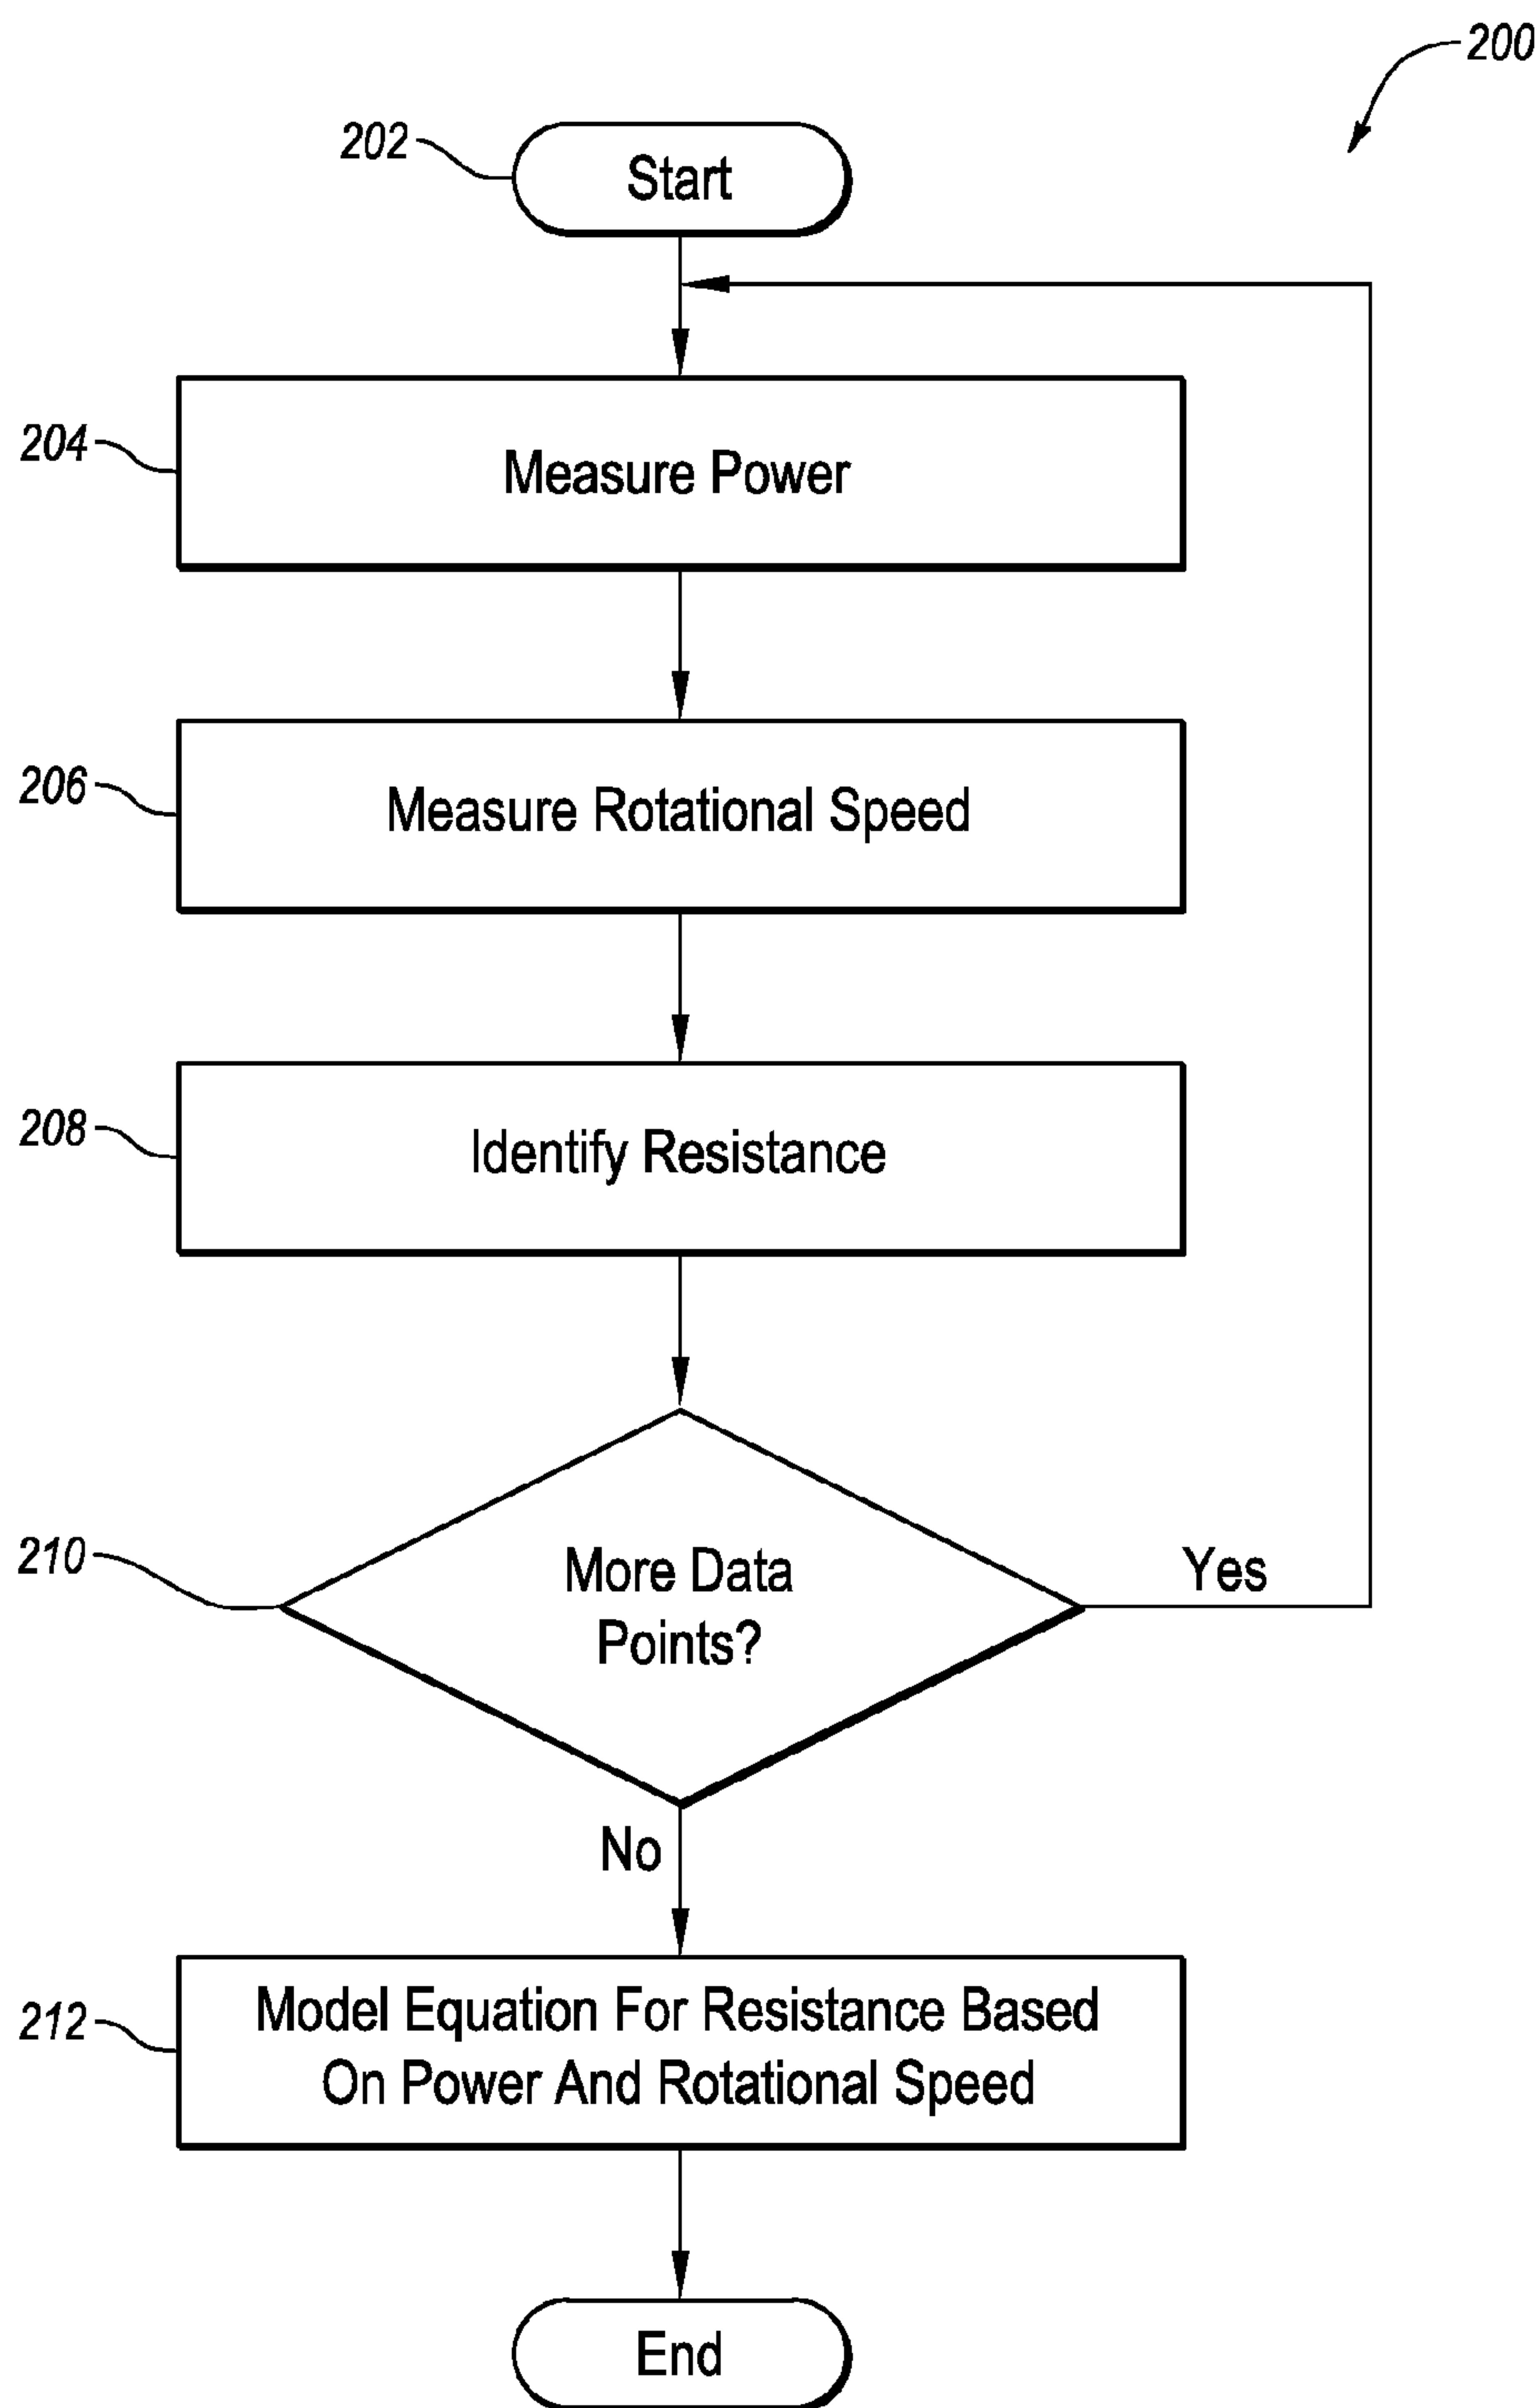 200
202
Start
204
Measure Power
206
Measure Rotational Speed
208
Identify Resistance
210
More Data
Points?
Yes
No
212
Model Equation For Resistance Based
On Power And Rotational Speed
End